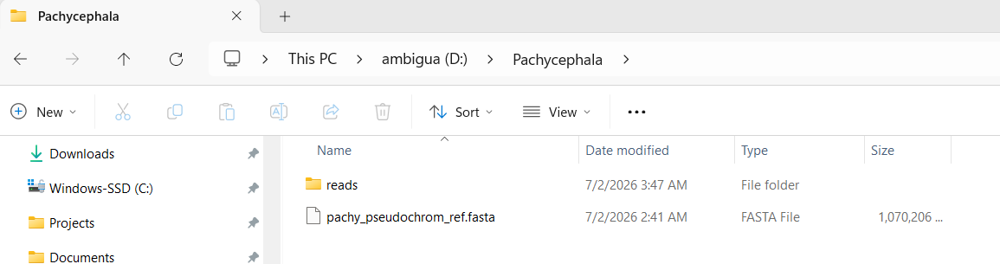 Pachycephala
This PC > ambigua (D:) > Pachycephala >
New Sort View
Name Date modified Type Size
Downloads
reads 7/2/2026 3:47 AM File folder
Windows-SSD (C:)
pachy_pseudochrom_ref.fasta 7/2/2026 2:41 AM FASTA File 1,070,206 ...
Projects
Documents